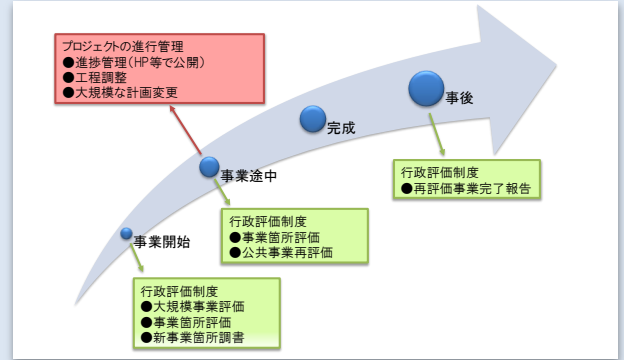 プロジェクトの進行管理
●進捗管理(HP等で公開)
●工程調整
●大規模な計画変更
事後
完成
事業途中
事業開始
行政評価制度
●再評価事業完了報告
行政評価制度
●事業箇所評価
●公共事業再評価
行政評価制度
●大規模事業評価
●事業箇所評価
●新事業箇所調書